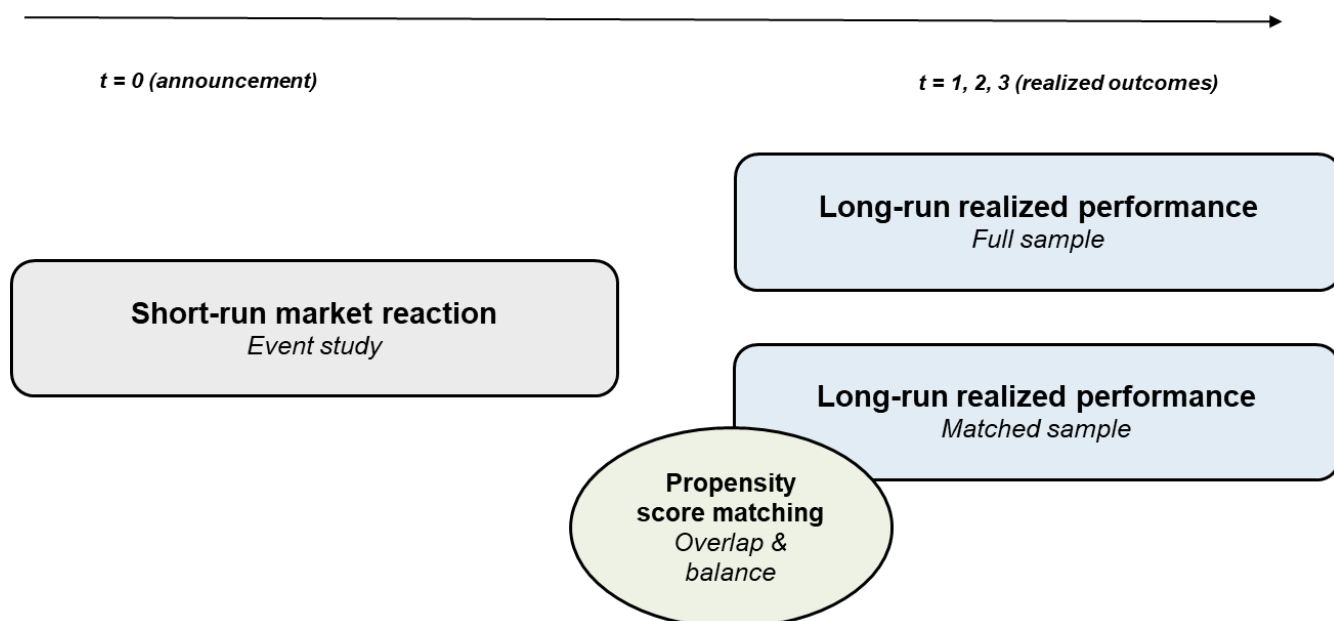 t = 0 (announcement)
t = 1, 2, 3 (realized outcomes)
Long-run realized performance
Full sample
Short-run market reaction
Event study
Long-run realized performance
Matched sample
Propensity
score matching
Overlap &
balance